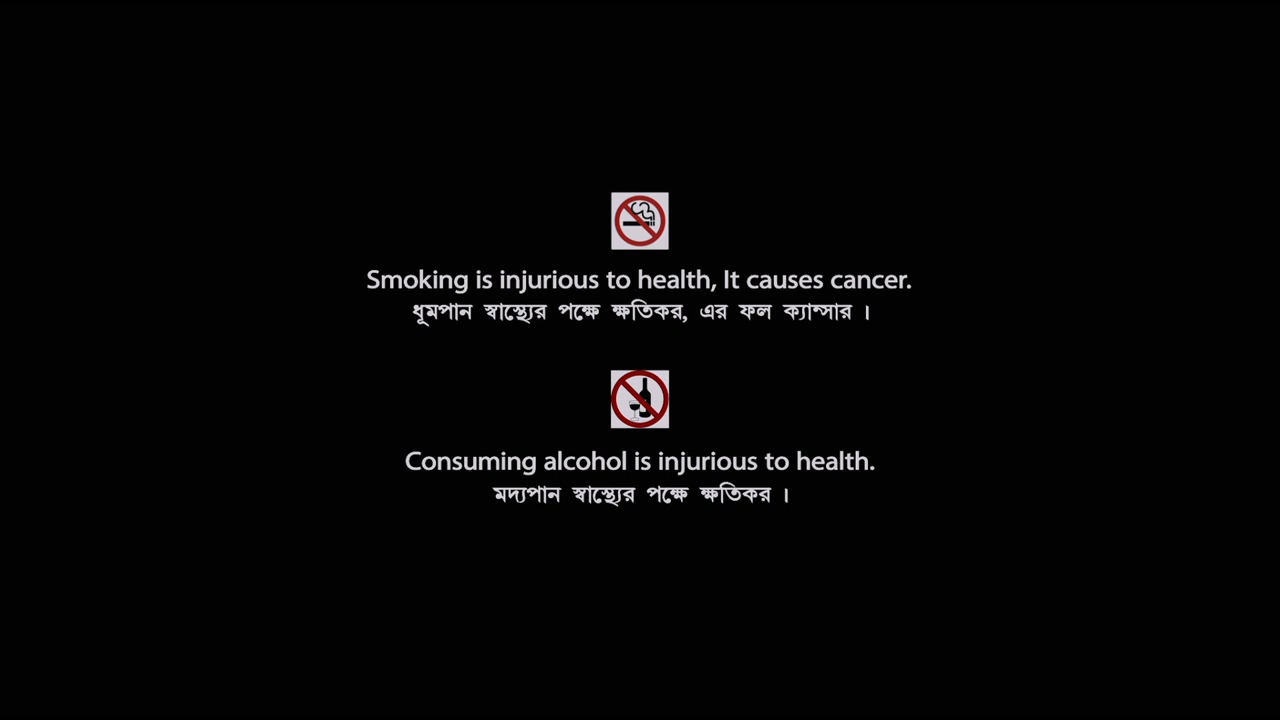 Smoking is injurious to health, It causes cancer.
ধূমপান স্বাস্থ্যের পক্ষে ক্ষতিকর, এর ফল ক্যান্সার ।
Consuming alcohol is injurious to health.
মদ্যপান স্বাস্থ্যের পক্ষে ক্ষতিকর ।